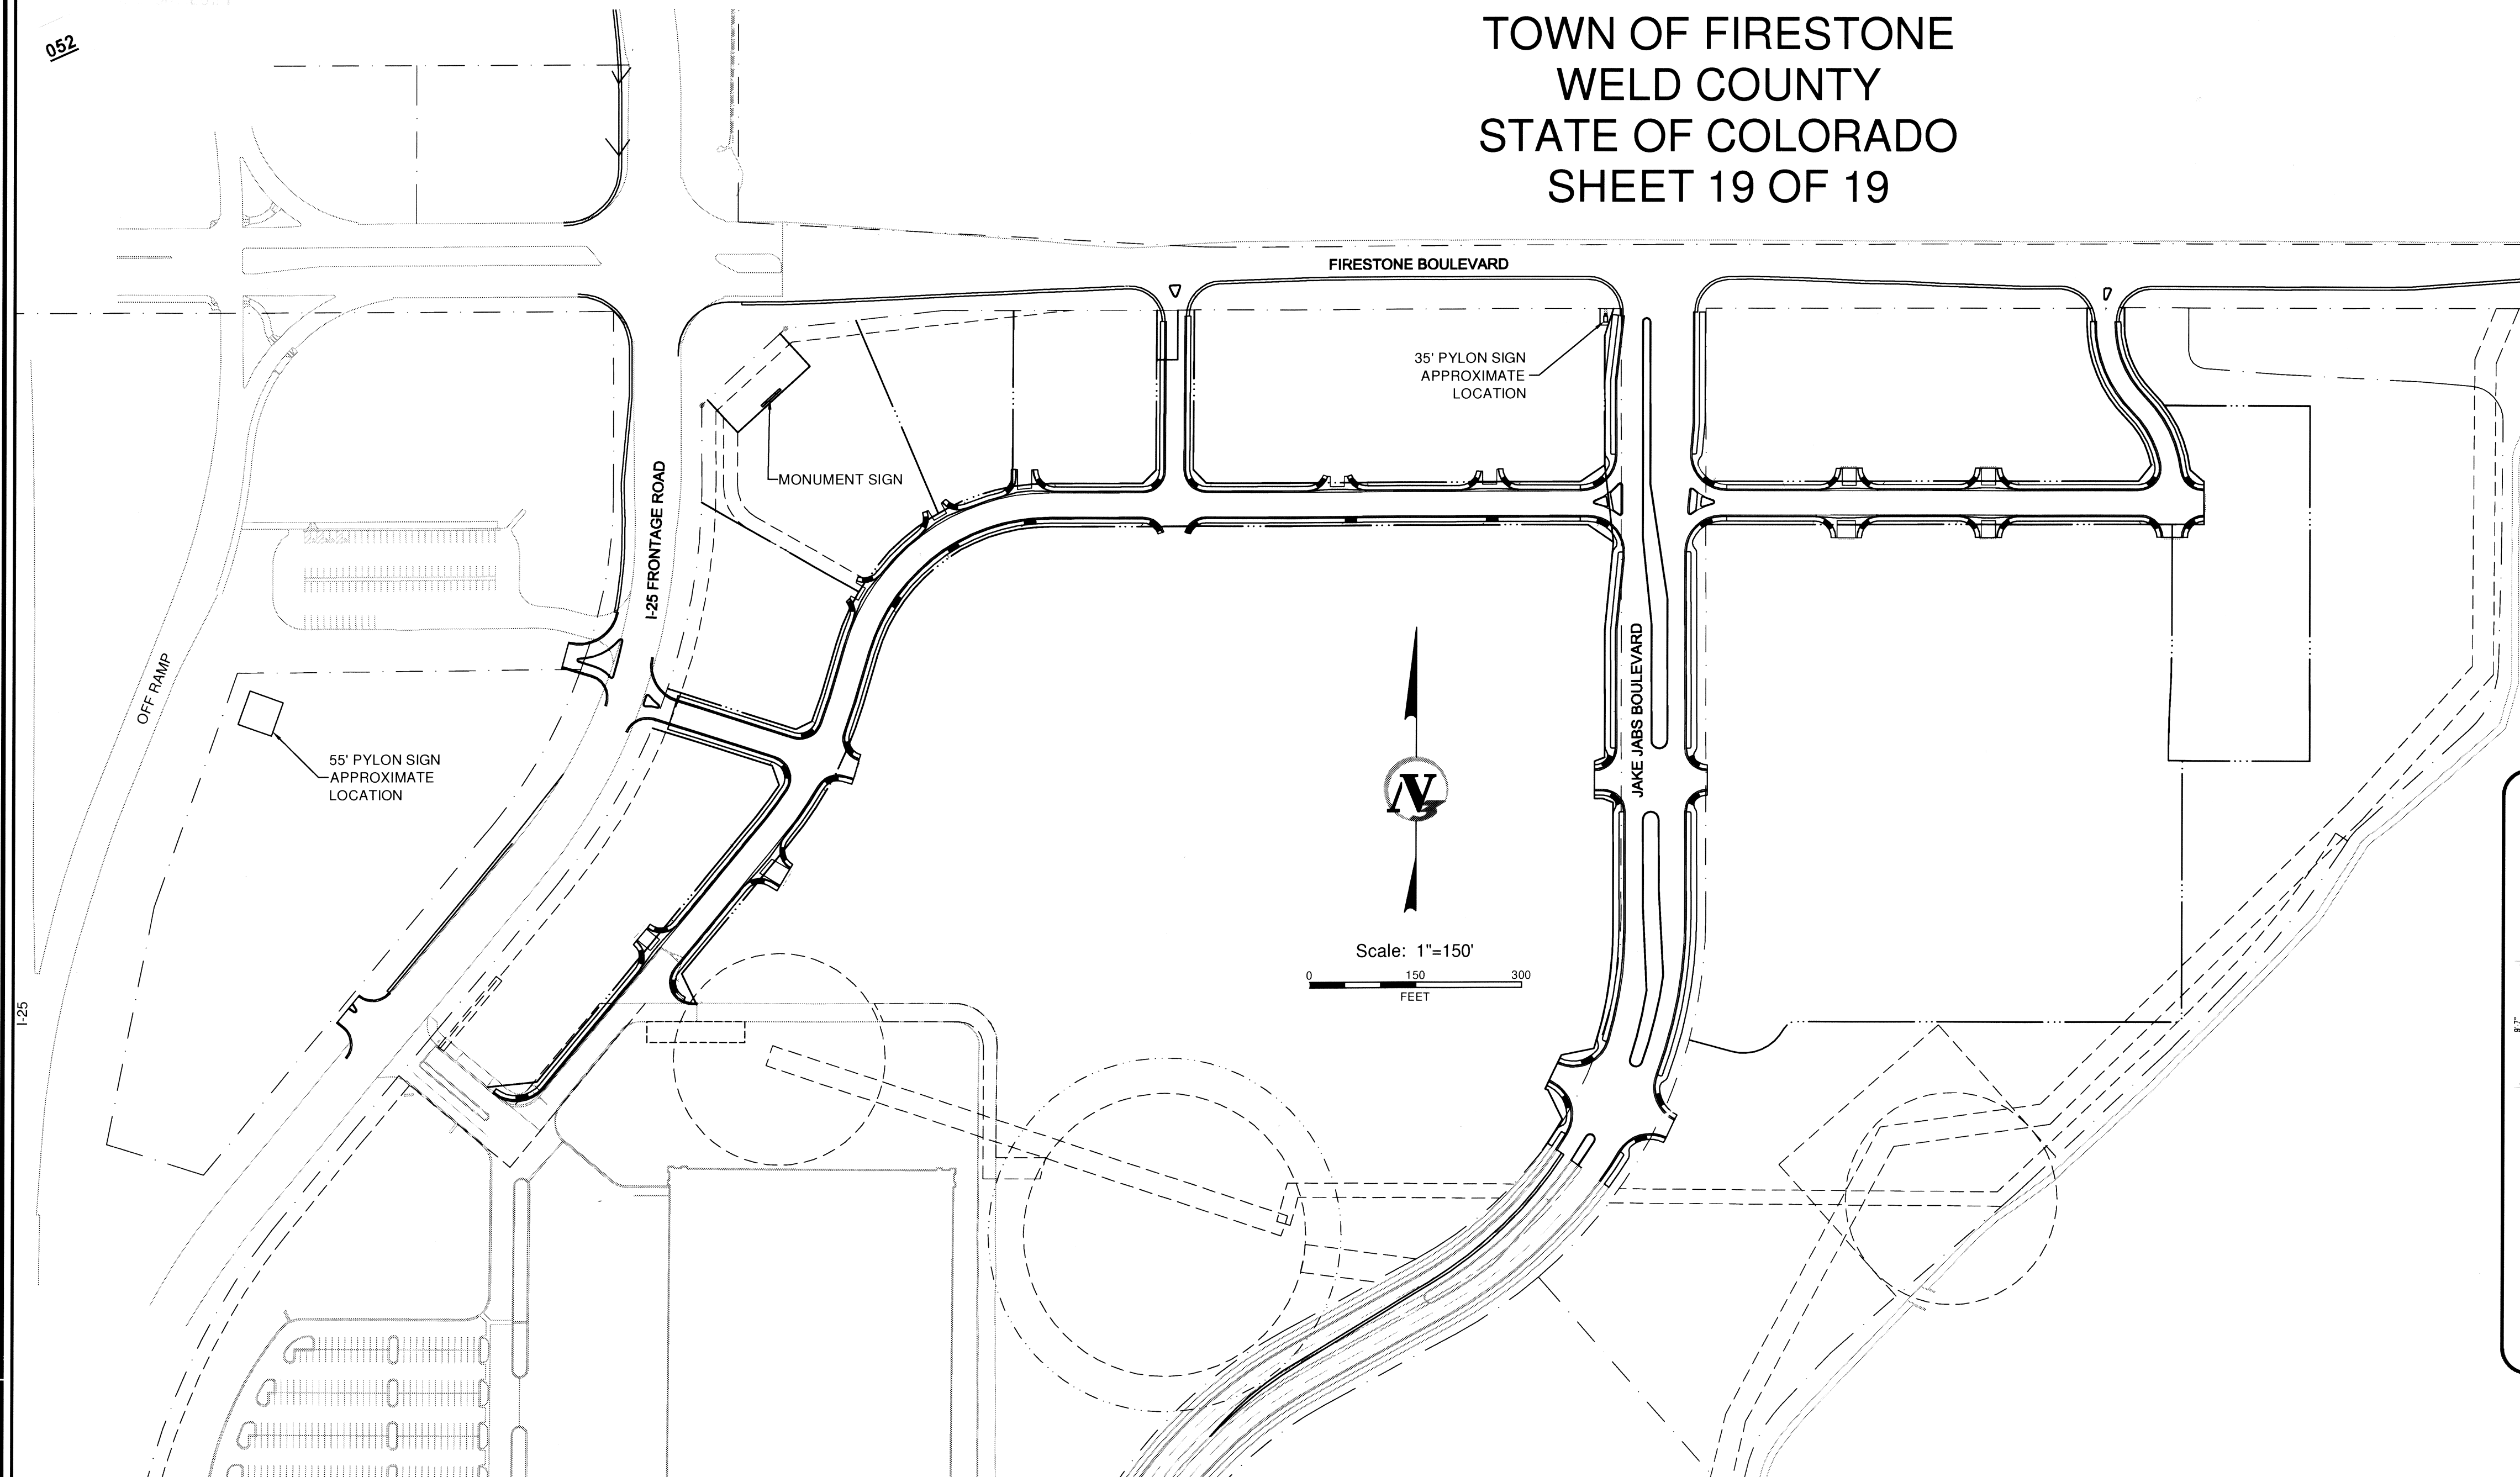 052
TOWN OF FIRESTONE
WELD COUNTY
STATE OF COLORADO
SHEET 19 OF 19
FIRESTONE BOULEVARD
35' PYLON SIGN
APPROXIMATE
LOCATION
MONUMENT SIGN
I-25 FRONTAGE ROAD
OFF RAMP
JAKE JABS BOULEVARD
55' PYLON SIGN
APPROXIMATE
LOCATION
N
Scale: 1"=150'
0 150 300
FEET
I-25